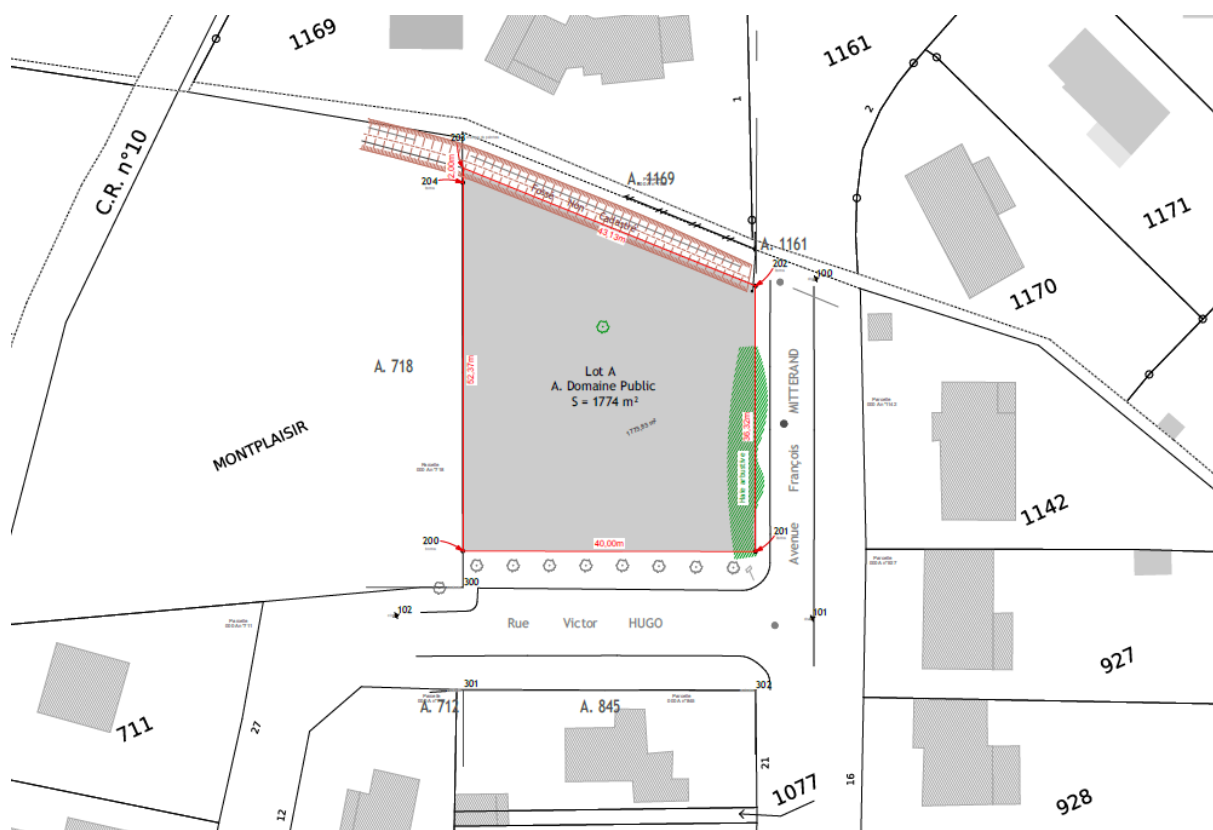 1169
1161
1
2
C.R. n°10
203
2.00m
204
A. 1169
Fossé Non Cadastré
43.13m
A. 1161
202
100
1171
1170
A. 718
52.37m
Lot A
A. Domaine Public
S = 1774 m²
MONTPLAISIR
36.32m
Haie arbustive
Avenue François MITTERAND
1142
200
201
40.00m
300
102
101
Rue Victor HUGO
927
301
302
A. 712
A. 845
711
27
12
21
1077
16
928